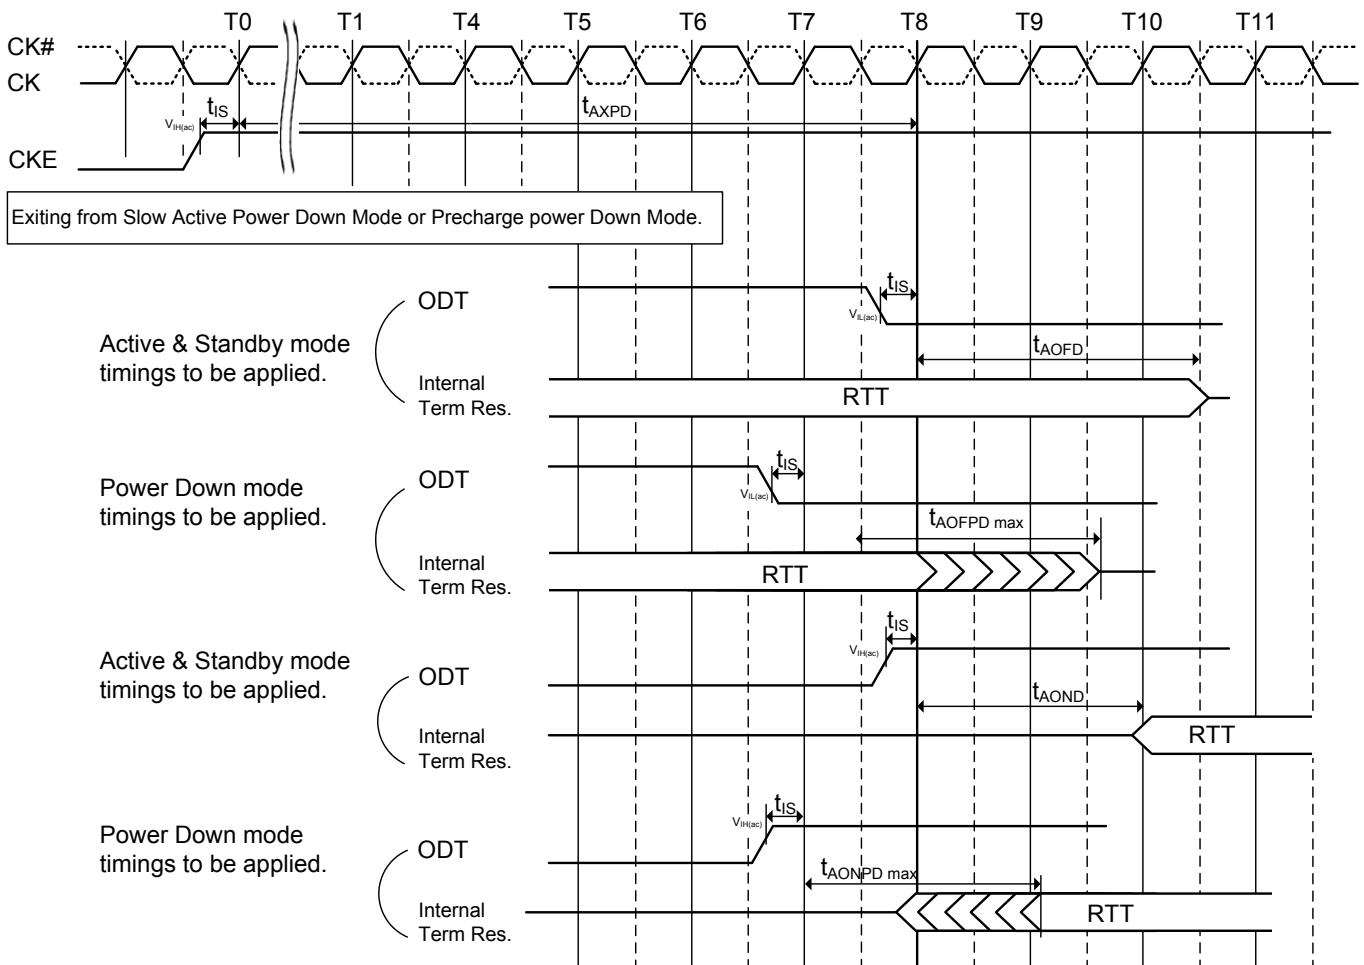 T0 T1 T4 T5 T6 T7 T8 T9 T10 T11
CK#
CK
tIS
tAXPD
VIH(ac)
CKE
Exiting from Slow Active Power Down Mode or Precharge power Down Mode.
ODT
tIS
VIL(ac)
Active & Standby mode
timings to be applied.
tAOFD
Internal
Term Res.
RTT
ODT
tIS
VIL(ac)
Power Down mode
timings to be applied.
tAOFPD max
Internal
Term Res.
RTT
tIS
VIH(ac)
Active & Standby mode
timings to be applied.
ODT
tAOND
Internal
Term Res.
RTT
tIS
VIH(ac)
Power Down mode
timings to be applied.
ODT
tAONPD max
Internal
Term Res.
RTT